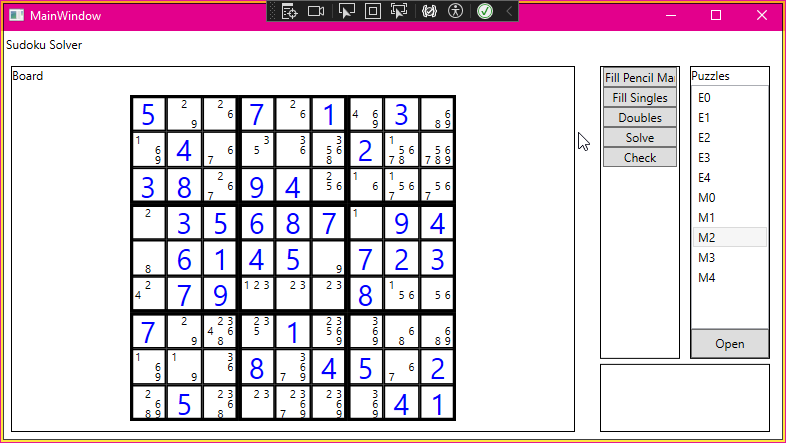 MainWindow
Sudoku Solver
Board
5 2 9 2 6 7 2 6 1 4 6 9 3 6 8 9
1 6 9 4 6 7 3 5 3 6 3 5 6 8 2 1 5 6 7 8 5 6 7 8 9
3 8 2 6 7 9 4 2 5 6 1 6 1 5 6 7 5 6 7
2 3 5 6 8 7 1 9 4
8 6 1 4 5 9 7 2 3
2 4 7 9 1 2 3 2 3 2 3 8 1 5 6 5 6
7 2 9 2 3 4 6 8 2 3 5 1 2 3 5 6 9 3 6 9 6 8 6 8 9
1 6 9 1 9 3 6 8 3 6 7 9 4 5 6 7 2
2 6 8 9 5 2 3 6 8 2 3 2 3 6 7 9 2 3 6 9 3 6 9 4 1
Fill Pencil Mai
Fill Singles
Doubles
Solve
Check
Puzzles
E0
E1
E2
E3
E4
M0
M1
M2
M3
M4
Open